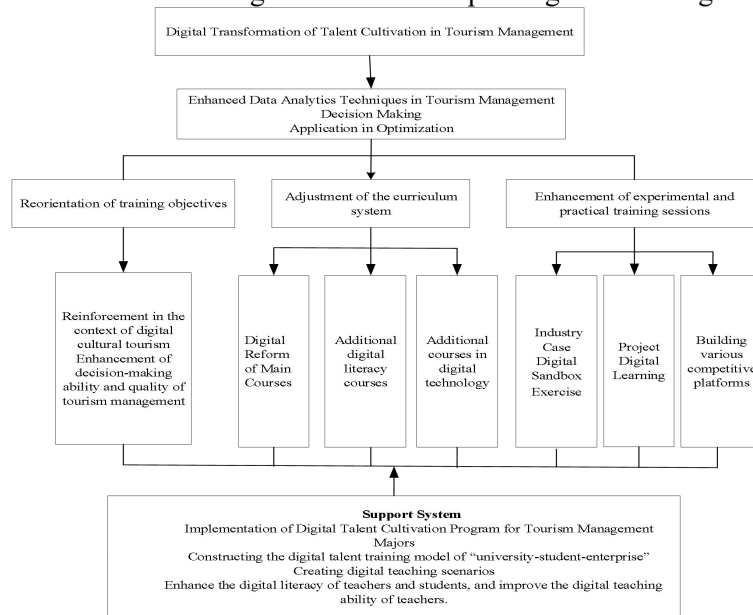 Digital Transformation of Talent Cultivation in Tourism Management
Enhanced Data Analytics Techniques in Tourism Management
Decision Making
Application in Optimization
Reorientation of training objectives
Adjustment of the curriculum
system
Enhancement of experimental and
practical training sessions
Reinforcement in the
context of digital
cultural tourism
Enhancement of
decision-making
ability and quality of
tourism management
Digital
Reform
of Main
Courses
Additional
digital
literacy
courses
Additional
courses in
digital
technology
Industry
Case
Digital
Sandbox
Exercise
Project
Digital
Learning
Building
various
competitive
platforms
Support System
Implementation of Digital Talent Cultivation Program for Tourism Management
Majors
Constructing the digital talent training model of “university-student-enterprise”
Creating digital teaching scenarios
Enhance the digital literacy of teachers and students, and improve the digital teaching
ability of teachers.